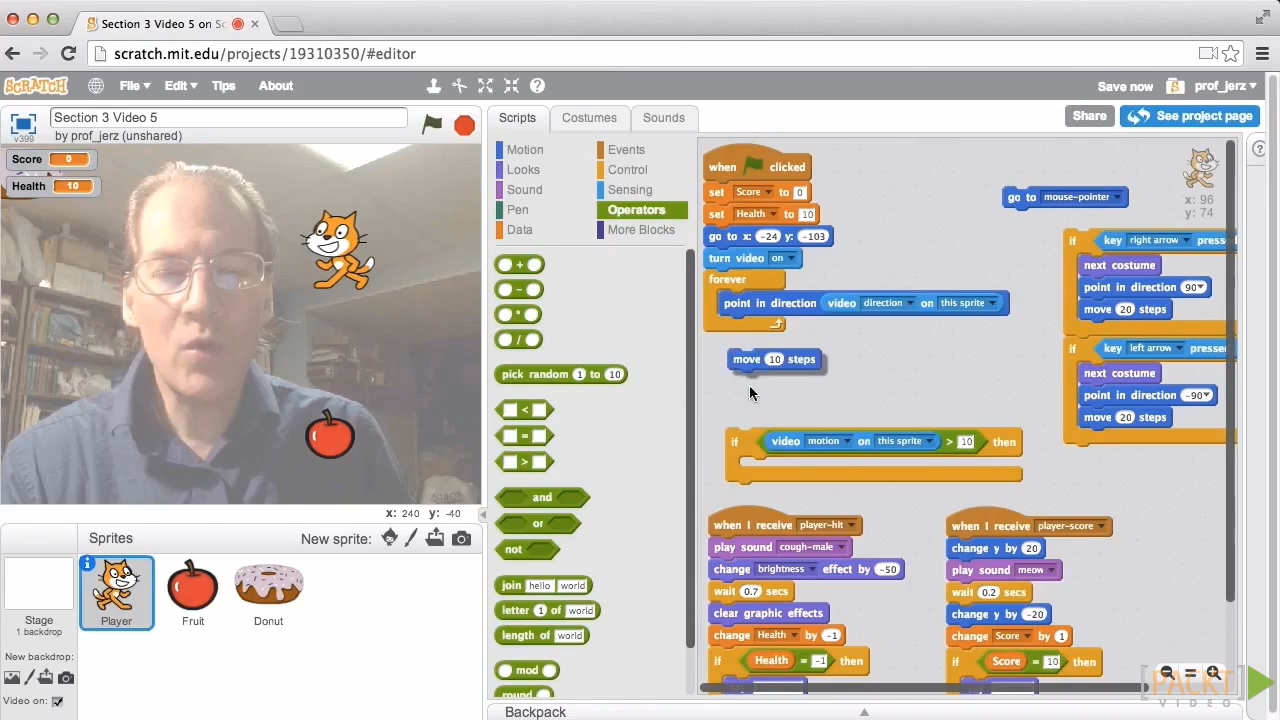 Section 3 Video 5 on Sc
scratch.mit.edu/projects/19310350/#editor
SCRATCH File Edit Tips About Save now prof_jerz
Section 3 Video 5
by prof_jerz (unshared)
v399
Score 0
Health 10
Scripts Costumes Sounds
Share See project page
Motion Events
Looks Control
Sound Sensing
Pen Operators
Data More Blocks
+
-
*
/
pick random 1 to 10
<
=
>
and
or
not
join hello world
letter 1 of world
length of world
mod
round
when clicked
set Score to 0
set Health to 10
go to x: -24 y: -103
turn video on
forever
point in direction video direction on this sprite
move 10 steps
if video motion on this sprite > 10 then
go to mouse-pointer
x: 96
y: 74
if key right arrow presse
next costume
point in direction 90
move 20 steps
if key left arrow presse
next costume
point in direction -90
move 20 steps
when I receive player-hit
play sound cough-male
change brightness effect by -50
wait 0.7 secs
clear graphic effects
change Health by -1
if Health = -1 then
when I receive player-score
change y by 20
play sound meow
wait 0.2 secs
change y by -20
change Score by 1
if Score = 10 then
x: 240 y: -40
Sprites New sprite:
Stage
1 backdrop
New backdrop:
Video on:
Player
Fruit
Donut
Backpack
[PACKT]
VIDEO